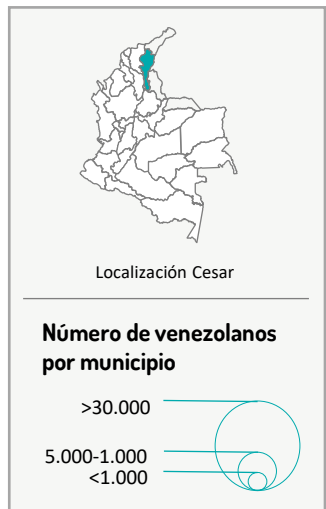 Localización Cesar
Número de venezolanos
por municipio
>30.000
5.000-1.000
<1.000